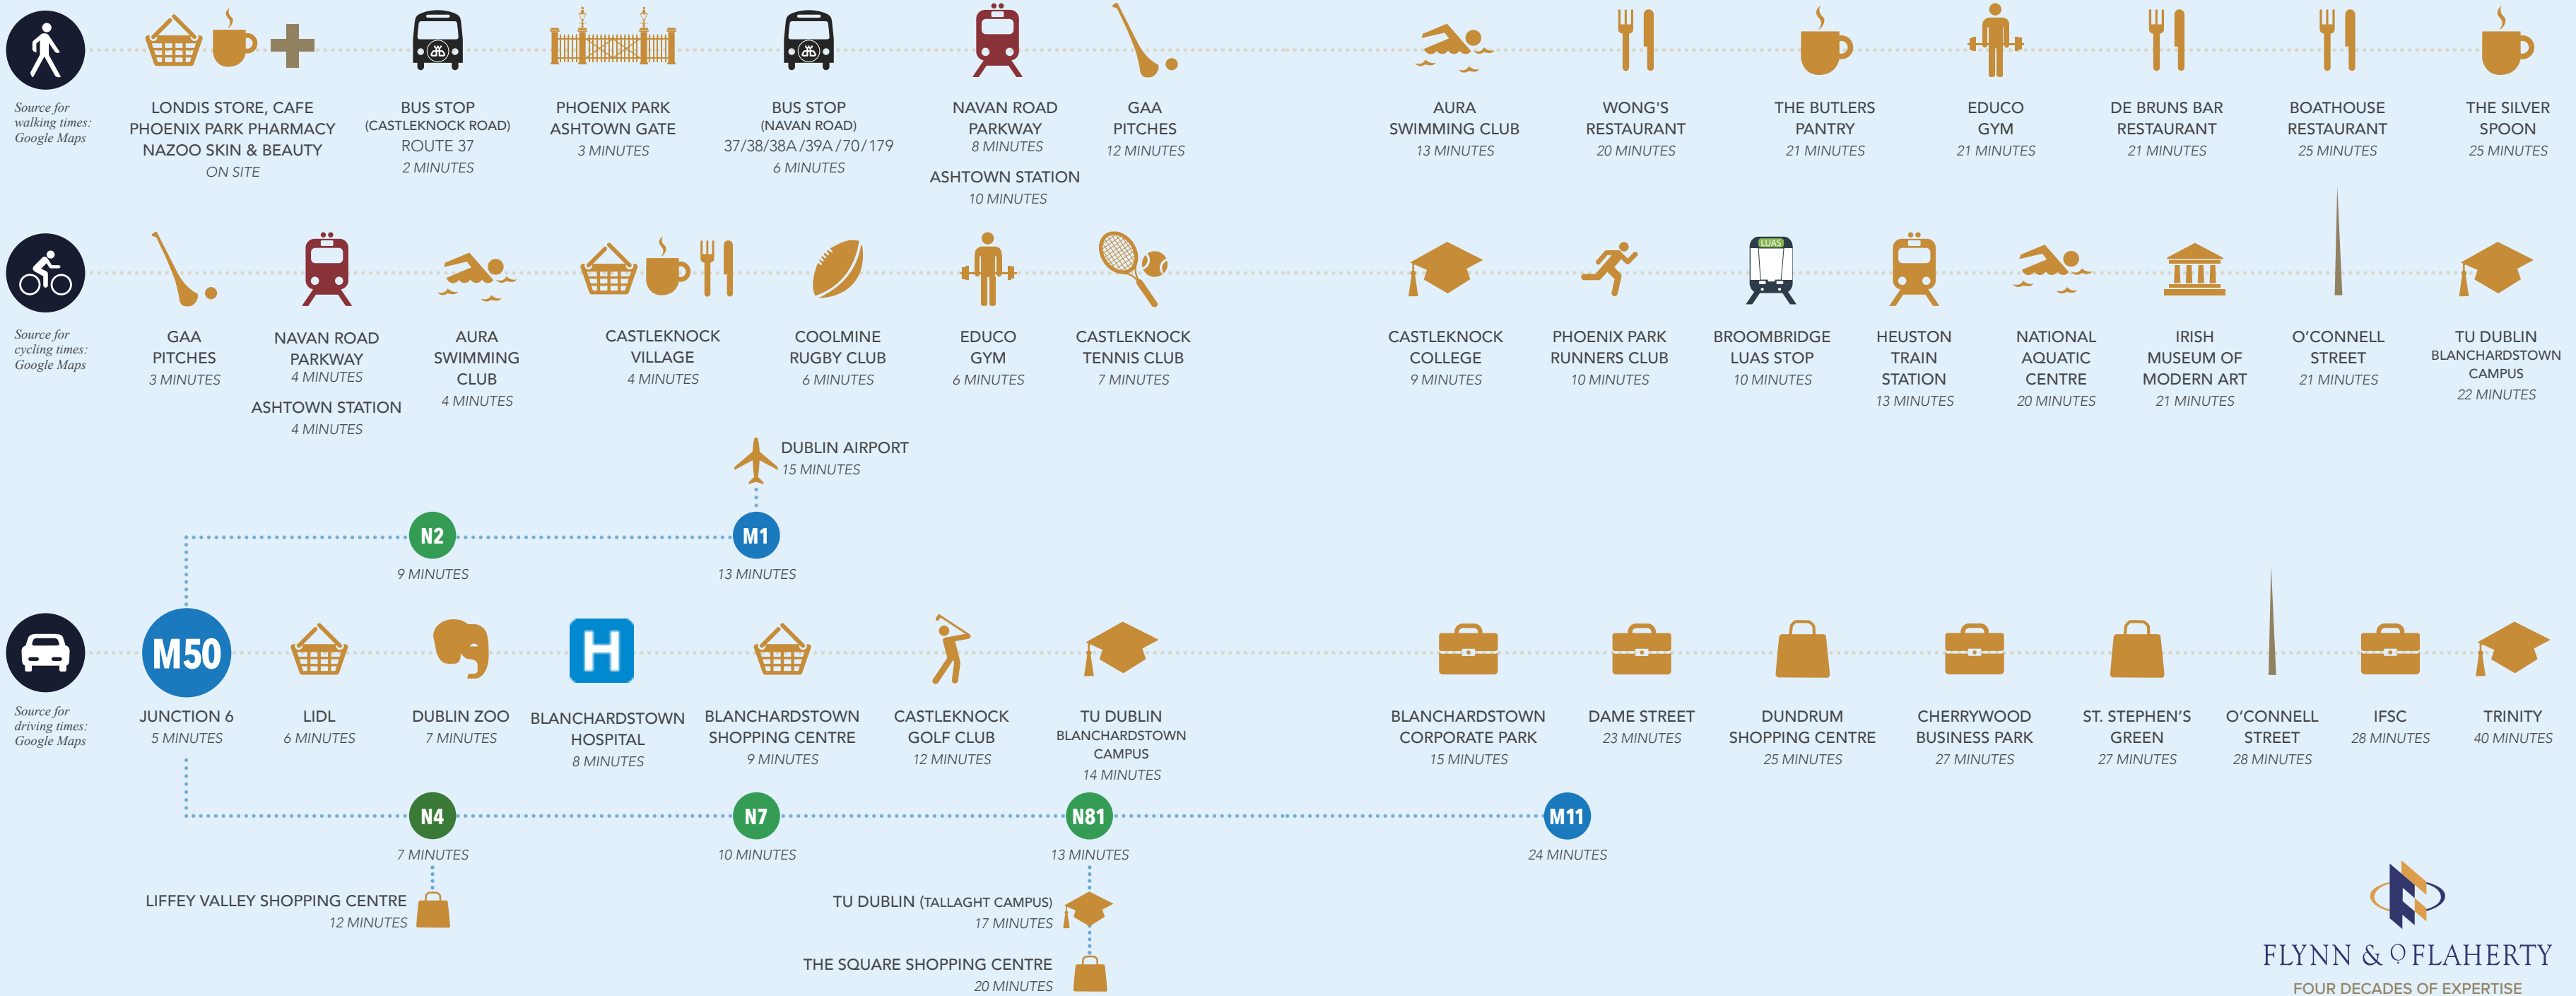 Source for
walking times:
Google Maps
LONDIS STORE, CAFE
PHOENIX PARK PHARMACY
NAZOO SKIN & BEAUTY
ON SITE
BUS STOP
(CASTLEKNOCK ROAD)
ROUTE 37
2 MINUTES
PHOENIX PARK
ASHTOWN GATE
3 MINUTES
BUS STOP
(NAVAN ROAD)
37/38/38A/39A/70/179
6 MINUTES
NAVAN ROAD
PARKWAY
8 MINUTES
ASHTOWN STATION
10 MINUTES
GAA
PITCHES
12 MINUTES
AURA
SWIMMING CLUB
13 MINUTES
WONG'S
RESTAURANT
20 MINUTES
THE BUTLERS
PANTRY
21 MINUTES
EDUCO
GYM
21 MINUTES
DE BRUNS BAR
RESTAURANT
21 MINUTES
BOATHOUSE
RESTAURANT
25 MINUTES
THE SILVER
SPOON
25 MINUTES
Source for
cycling times:
Google Maps
GAA
PITCHES
3 MINUTES
NAVAN ROAD
PARKWAY
4 MINUTES
ASHTOWN STATION
4 MINUTES
AURA
SWIMMING
CLUB
4 MINUTES
CASTLEKNOCK
VILLAGE
4 MINUTES
COOLMINE
RUGBY CLUB
6 MINUTES
EDUCO
GYM
6 MINUTES
CASTLEKNOCK
TENNIS CLUB
7 MINUTES
CASTLEKNOCK
COLLEGE
9 MINUTES
PHOENIX PARK
RUNNERS CLUB
10 MINUTES
LUAS
BROOMBRIDGE
LUAS STOP
10 MINUTES
HEUSTON
TRAIN
STATION
13 MINUTES
NATIONAL
AQUATIC
CENTRE
20 MINUTES
IRISH
MUSEUM OF
MODERN ART
21 MINUTES
O'CONNELL
STREET
21 MINUTES
TU DUBLIN
BLANCHARDSTOWN
CAMPUS
22 MINUTES
DUBLIN AIRPORT
15 MINUTES
N2
9 MINUTES
M1
13 MINUTES
Source for
driving times:
Google Maps
M50
JUNCTION 6
5 MINUTES
LIDL
6 MINUTES
DUBLIN ZOO
7 MINUTES
H
BLANCHARDSTOWN
HOSPITAL
8 MINUTES
BLANCHARDSTOWN
SHOPPING CENTRE
9 MINUTES
CASTLEKNOCK
GOLF CLUB
12 MINUTES
TU DUBLIN
BLANCHARDSTOWN
CAMPUS
14 MINUTES
BLANCHARDSTOWN
CORPORATE PARK
15 MINUTES
DAME STREET
23 MINUTES
DUNDRUM
SHOPPING CENTRE
25 MINUTES
CHERRYWOOD
BUSINESS PARK
27 MINUTES
ST. STEPHEN'S
GREEN
27 MINUTES
O'CONNELL
STREET
28 MINUTES
IFSC
28 MINUTES
TRINITY
40 MINUTES
N4
7 MINUTES
N7
10 MINUTES
N81
13 MINUTES
M11
24 MINUTES
LIFFEY VALLEY SHOPPING CENTRE
12 MINUTES
TU DUBLIN (TALLAGHT CAMPUS)
17 MINUTES
THE SQUARE SHOPPING CENTRE
20 MINUTES
FLYNN & O'FLAHERTY
FOUR DECADES OF EXPERTISE